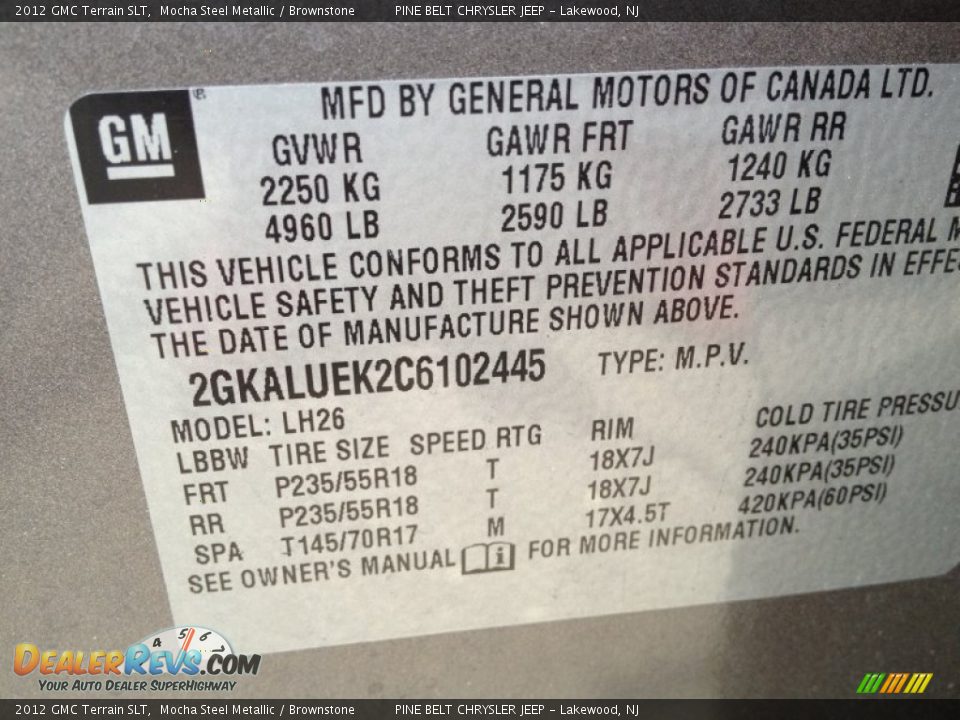 2012 GMC Terrain SLT,  Mocha Steel Metallic / Brownstone          PINE BELT CHRYSLER JEEP - Lakewood, NJ
GM ®
MFD BY GENERAL MOTORS OF CANADA LTD.
GVWR GAWR FRT GAWR RR
2250 KG 1175 KG 1240 KG
4960 LB 2590 LB 2733 LB
THIS VEHICLE CONFORMS TO ALL APPLICABLE U.S. FEDERAL M
VEHICLE SAFETY AND THEFT PREVENTION STANDARDS IN EFFE
THE DATE OF MANUFACTURE SHOWN ABOVE.
2GKALUEK2C6102445 TYPE: M.P.V.
MODEL: LH26
LBBW TIRE SIZE SPEED RTG RIM COLD TIRE PRESSU
FRT P235/55R18 T 18X7J 240KPA(35PSI)
RR P235/55R18 T 18X7J 240KPA(35PSI)
SPA T145/70R17 M 17X4.5T 420KPA(60PSI)
SEE OWNER'S MANUAL i FOR MORE INFORMATION.
4 5 6
DEALERREVS.COM
YOUR AUTO DEALER SUPERHIGHWAY
2012 GMC Terrain SLT,  Mocha Steel Metallic / Brownstone          PINE BELT CHRYSLER JEEP - Lakewood, NJ